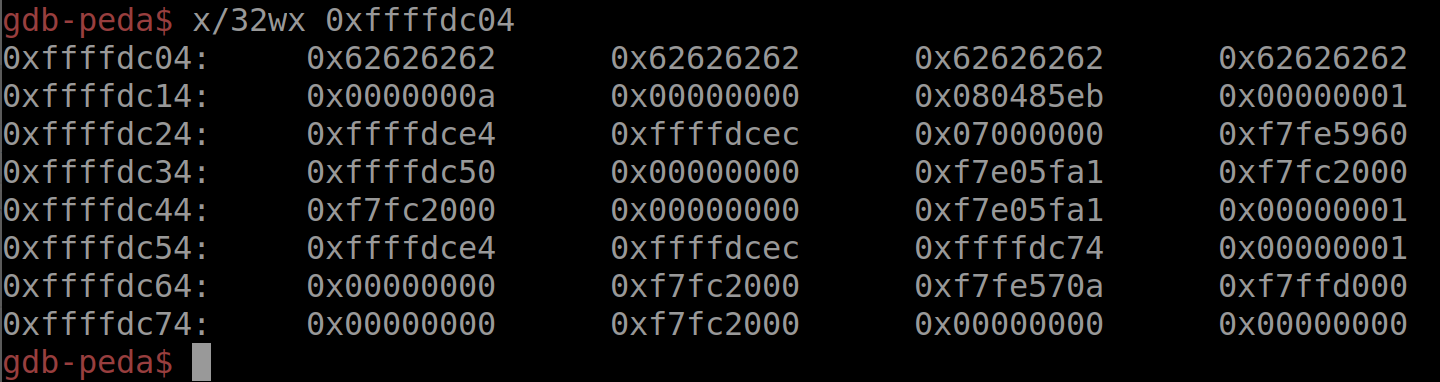 gdb-peda$ x/32wx 0xffffdc04
0xffffdc04: 0x62626262 0x62626262 0x62626262 0x62626262
0xffffdc14: 0x0000000a 0x00000000 0x080485eb 0x00000001
0xffffdc24: 0xffffdce4 0xffffdcec 0x07000000 0xf7fe5960
0xffffdc34: 0xffffdc50 0x00000000 0xf7e05fa1 0xf7fc2000
0xffffdc44: 0xf7fc2000 0x00000000 0xf7e05fa1 0x00000001
0xffffdc54: 0xffffdce4 0xffffdcec 0xffffdc74 0x00000001
0xffffdc64: 0x00000000 0xf7fc2000 0xf7fe570a 0xf7ffd000
0xffffdc74: 0x00000000 0xf7fc2000 0x00000000 0x00000000
gdb-peda$